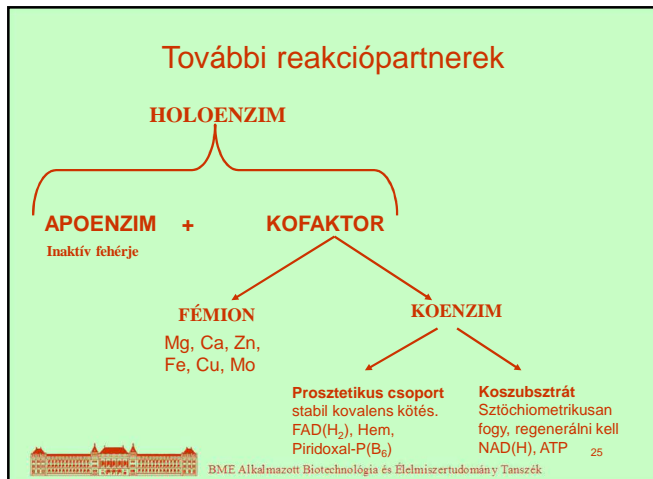 További reakciópartnerek
HOLOENZIM
APOENZIM + KOFAKTOR
Inaktív fehérje
FÉMION
Mg, Ca, Zn,
Fe, Cu, Mo
KOENZIM
Prosztetikus csoport
stabil kovalens kötés.
FAD(H₂), Hem,
Piridoxal-P(B₆)
Koszubsztrát
Sztöchiometrikusan
fogy, regenerálni kell
NAD(H), ATP
25
BME Alkalmazott Biotechnológia és Élelmiszertudomány Tanszék